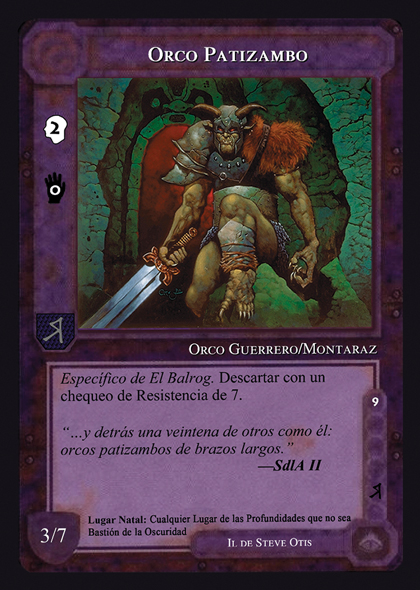 Orco Patizambo
2
Orco Guerrero/Montaraz
Específico de El Balrog. Descartar con un
chequeo de Resistencia de 7.
9
“...y detrás una veintena de otros como él:
orcos patizambos de brazos largos.”
—SdlA II
Lugar Natal: Cualquier Lugar de las Profundidades que no sea
Bastión de la Oscuridad
3/7
Il. de Steve Otis